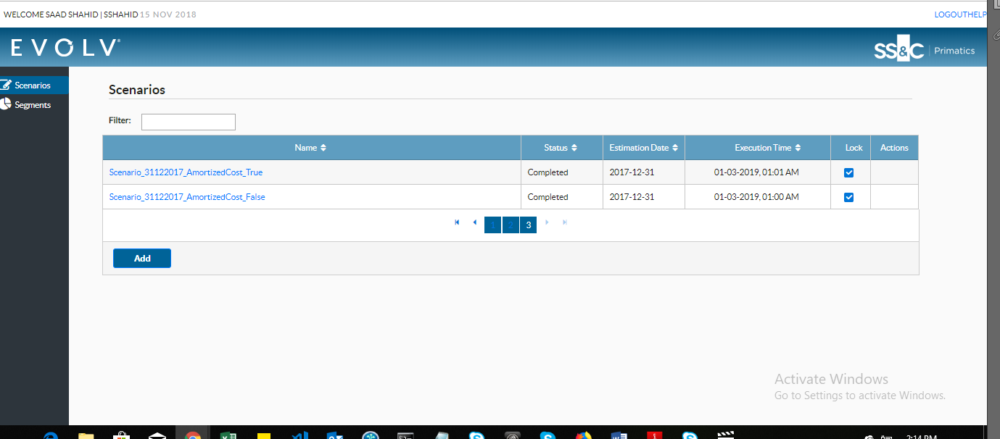 WELCOME SAAD SHAHID | SSHAHID 15 NOV 2018 LOGOUTHELP
EVOLV® SS&C | Primatics
Scenarios
Segments
Scenarios
Filter:
Name Status Estimation Date Execution Time Lock Actions
Scenario_31122017_AmortizedCost_True Completed 2017-12-31 01-03-2019, 01:01 AM
Scenario_31122017_AmortizedCost_False Completed 2017-12-31 01-03-2019, 01:00 AM
1 2 3
Add
Activate Windows
Go to Settings to activate Windows.
2:14 PM